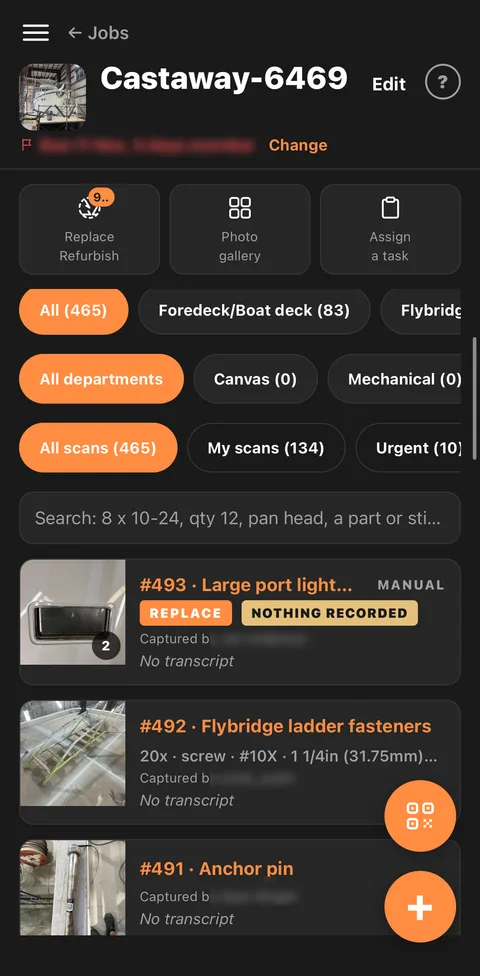 ← Jobs
Castaway-6469
Edit
?
Change
9..
Replace
Refurbish
Photo
gallery
Assign
a task
All (465)
Foredeck/Boat deck (83)
Flybridg
All departments
Canvas (0)
Mechanical (0)
All scans (465)
My scans (134)
Urgent (10)
Search: 8 x 10-24, qty 12, pan head, a part or sti...
#493 · Large port light...
MANUAL
REPLACE
NOTHING RECORDED
2
Captured b
No transcript
#492 · Flybridge ladder fasteners
20x · screw · #10X · 1 1/4in (31.75mm)...
Captured b
No transcript
#491 · Anchor pin
Captured b
No transcript